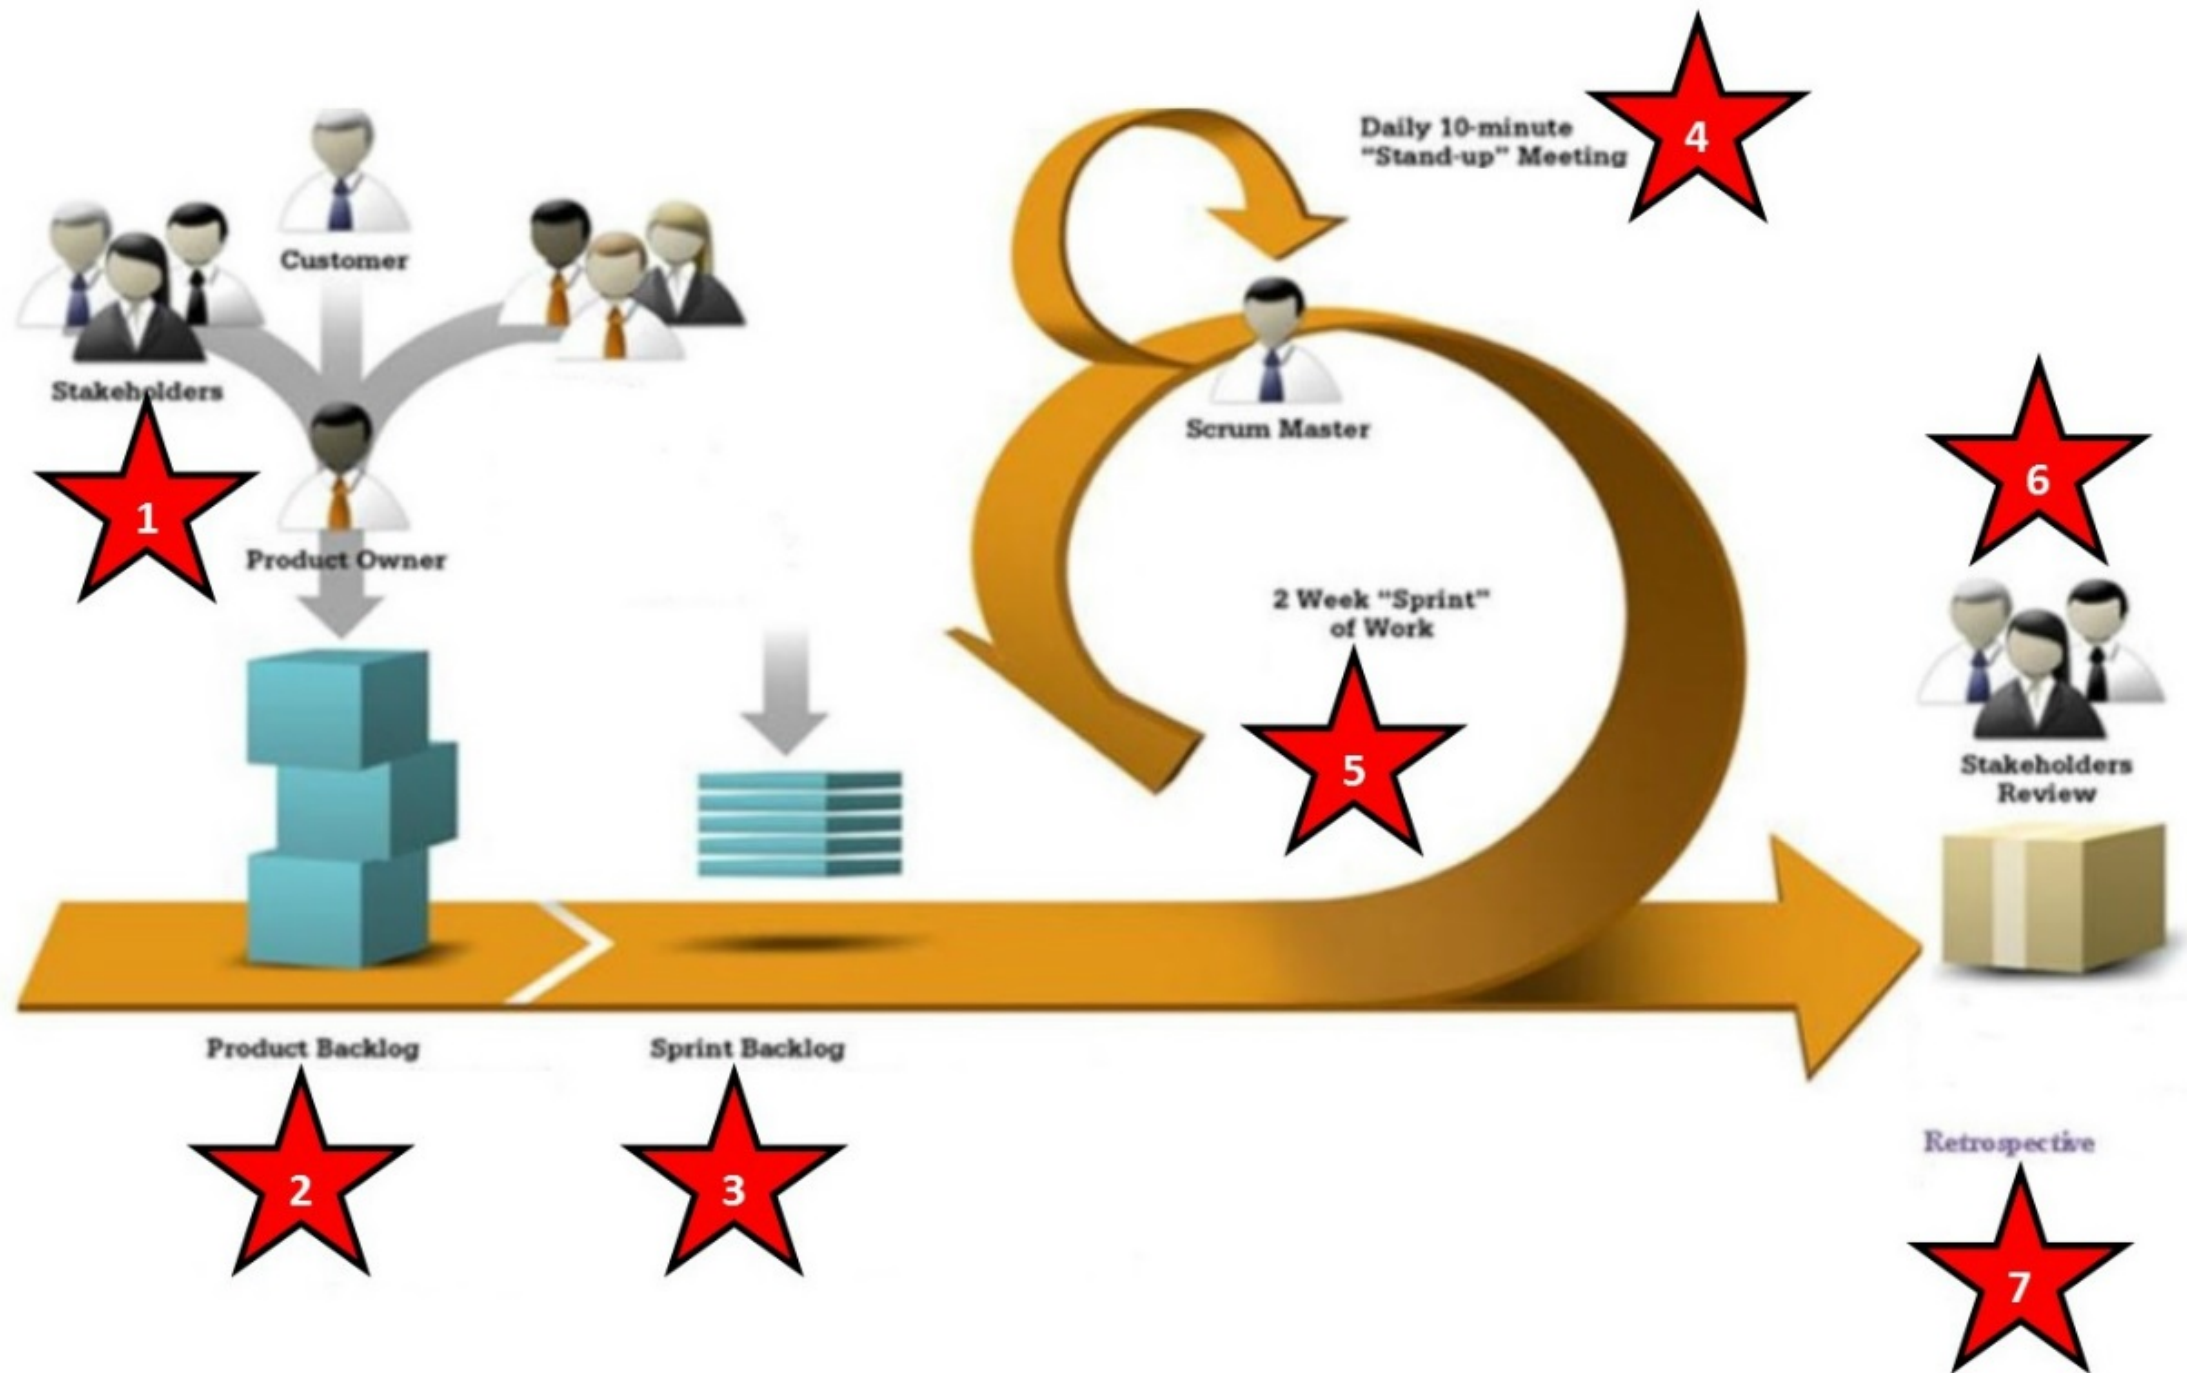 Customer
Stakeholders
1
Product Owner
Product Backlog
2
Sprint Backlog
3
Daily 10-minute
“Stand-up” Meeting
4
Scrum Master
2 Week “Sprint”
of Work
5
6
Stakeholders
Review
Retrospective
7